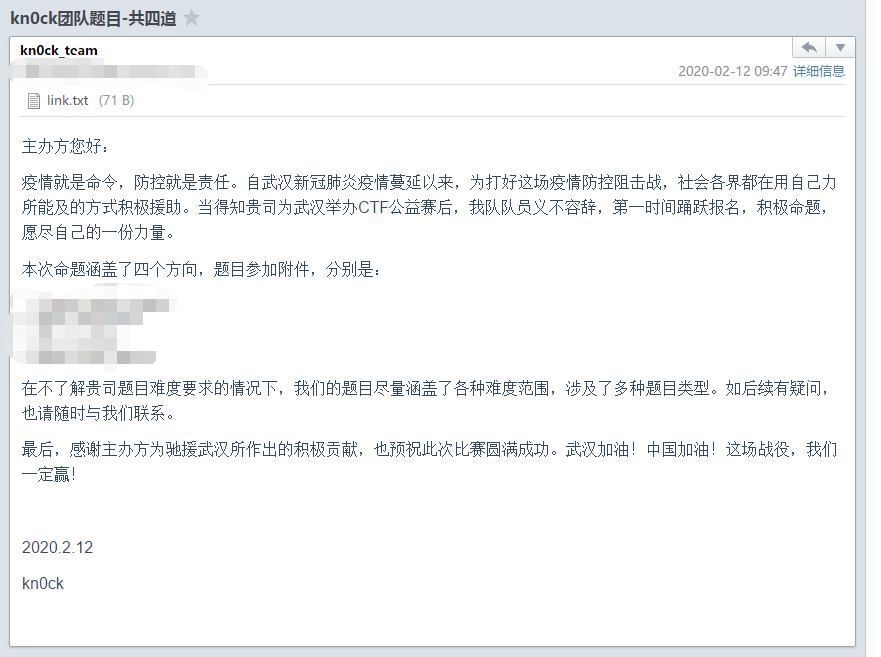 kn0ck团队题目-共四道
kn0ck_team
2020-02-12 09:47 详细信息
link.txt (71 B)
主办方您好：
疫情就是命令，防控就是责任。自武汉新冠肺炎疫情蔓延以来，为打好这场疫情防控阻击战，社会各界都在用自己力
所能及的方式积极援助。当得知贵司为武汉举办CTF公益赛后，我队队员义不容辞，第一时间踊跃报名，积极命题，
愿尽自己的一份力量。
本次命题涵盖了四个方向，题目参加附件，分别是：
在不了解贵司题目难度要求的情况下，我们的题目尽量涵盖了各种难度范围，涉及了多种题目类型。如后续有疑问，
也请随时与我们联系。
最后，感谢主办方为驰援武汉所作出的积极贡献，也预祝此次比赛圆满成功。武汉加油！中国加油！这场战役，我们
一定赢！
2020.2.12
kn0ck